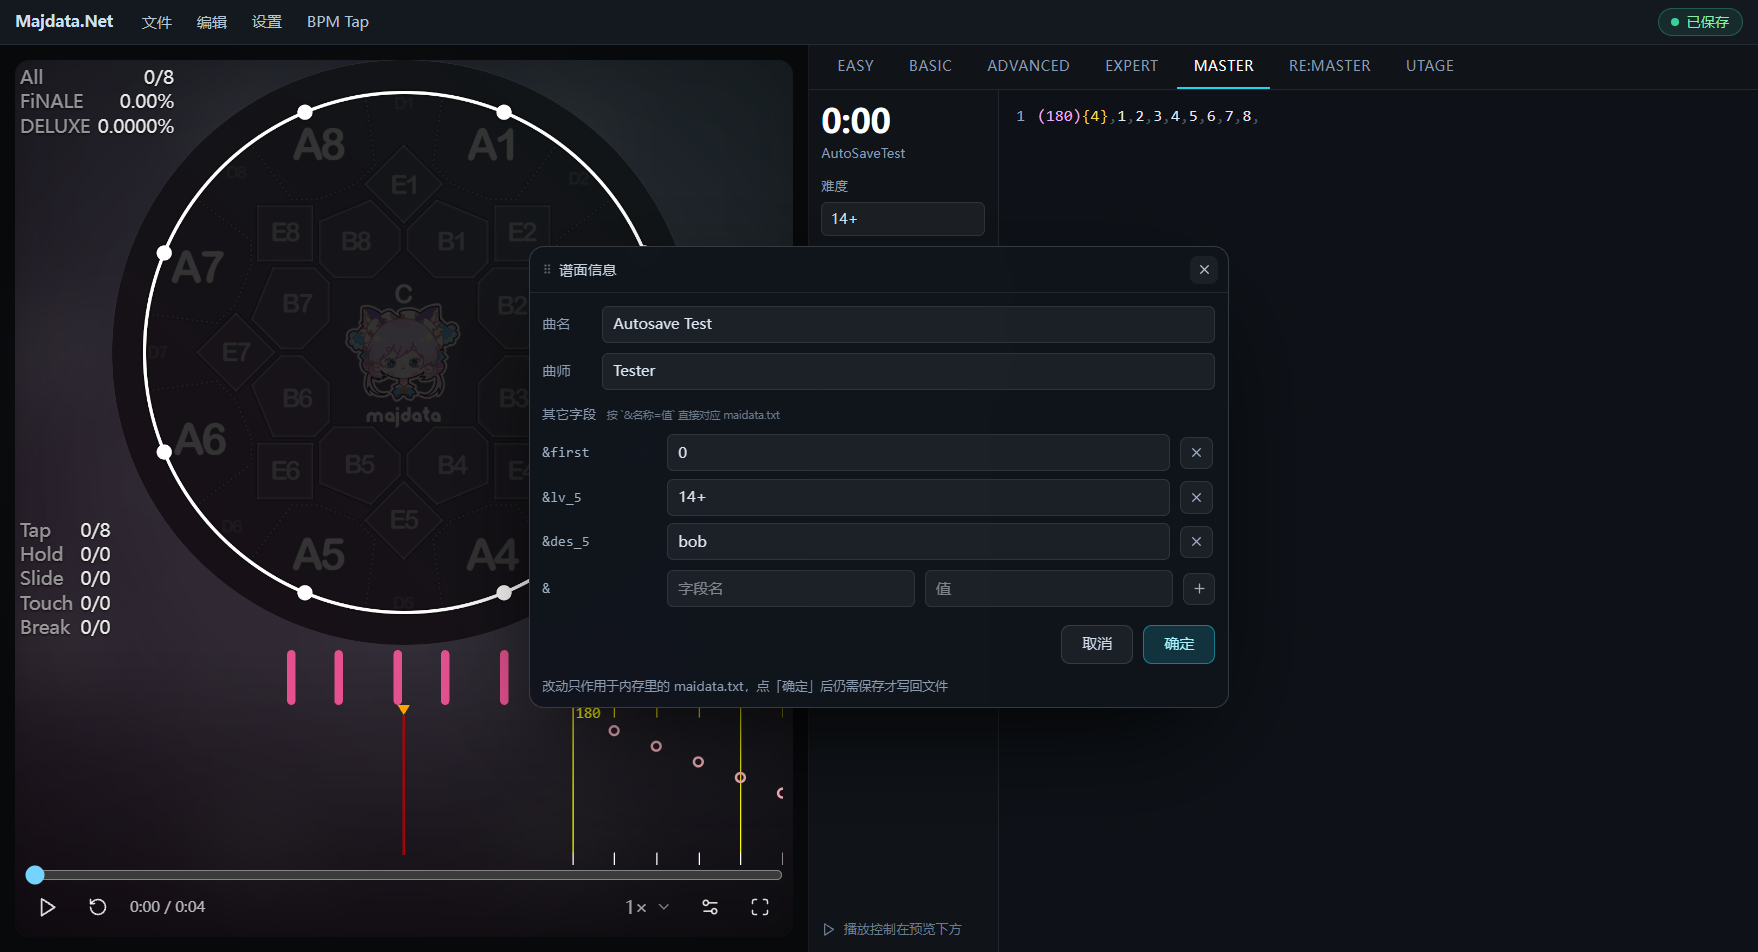 Majdata.Net 文件 编辑 设置 BPM Tap 已保存
All 0/8
FiNALE 0.00%
DELUXE 0.0000%
D1
A8 A1
D8 D2
E1
E8 B8 B1 E2
A7
B7 C B2
D7 E7
majdata
B6 B3
A6
E6 B5 B4 E4
D6 E5
A5 A4
D5
Tap 0/8
Hold 0/0
Slide 0/0
Touch 0/0
Break 0/0
180
0:00 / 0:04 1×
EASY BASIC ADVANCED EXPERT MASTER RE:MASTER UTAGE
0:00
AutoSaveTest
难度
14+
1 (180){4},1,2,3,4,5,6,7,8,
谱面信息
曲名 Autosave Test
曲师 Tester
其它字段 按 `&名称=值` 直接对应 maidata.txt
&first 0
&lv_5 14+
&des_5 bob
& 字段名 值
取消 确定
改动只作用于内存里的 maidata.txt，点「确定」后仍需保存才写回文件
播放控制在预览下方